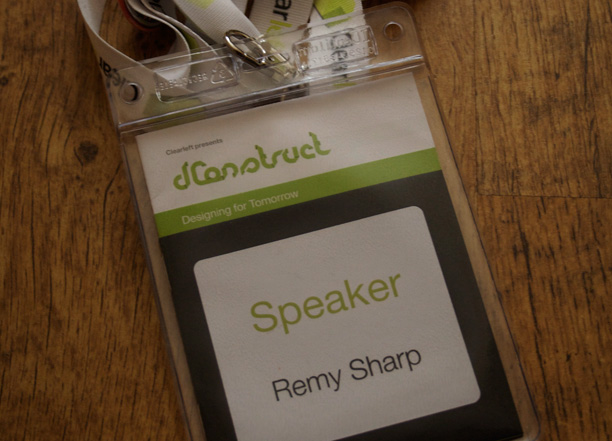 Clearleft presents
dConstruct
Designing for Tomorrow
Speaker
Remy Sharp